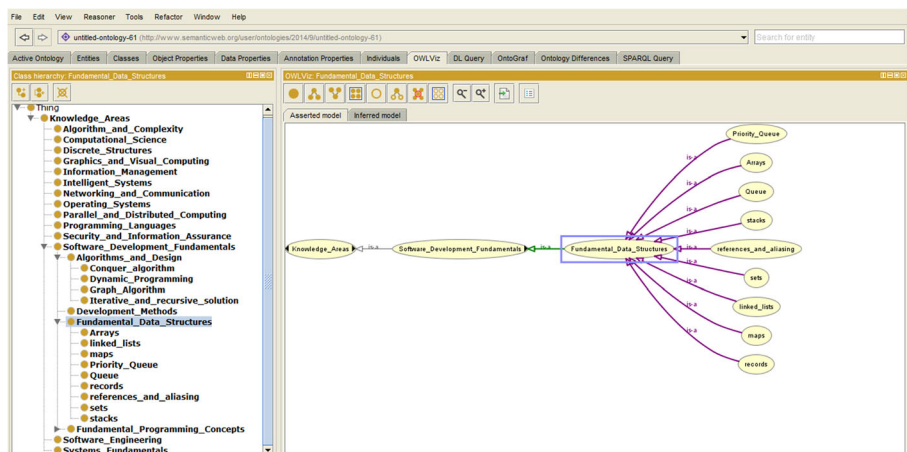 File Edit View Reasoner Tools Refactor Window Help
untitled-ontology-61 (http://www.semanticweb.org/user/ontologies/2014/9/untitled-ontology-61)
Search for entity
Active Ontology Entities Classes Object Properties Data Properties Annotation Properties Individuals OWLViz DL Query OntoGraf Ontology Differences SPARQL Query
Class hierarchy: Fundamental_Data_Structures
Thing
Knowledge_Areas
Algorithm_and_Complexity
Computational_Science
Discrete_Structures
Graphics_and_Visual_Computing
Information_Management
Intelligent_Systems
Networking_and_Communication
Operating_Systems
Parallel_and_Distributed_Computing
Programming_Languages
Security_and_Information_Assurance
Software_Development_Fundamentals
Algorithms_and_Design
Conquer_algorithm
Dynamic_Programming
Graph_Algorithm
Iterative_and_recursive_solution
Development_Methods
Fundamental_Data_Structures
Arrays
linked_lists
maps
Priority_Queue
Queue
records
references_and_aliasing
sets
stacks
Fundamental_Programming_Concepts
Software_Engineering
Systems_Fundamentals
OWLViz: Fundamental_Data_Structures
Asserted model Inferred model
Priority_Queue
is-a
Arrays
is-a
Queue
is-a
stacks
is-a
Knowledge_Areas is-a Software_Development_Fundamentals is-a Fundamental_Data_Structures is-a references_and_aliasing
is-a
sets
is-a
linked_lists
is-a
maps
is-a
records